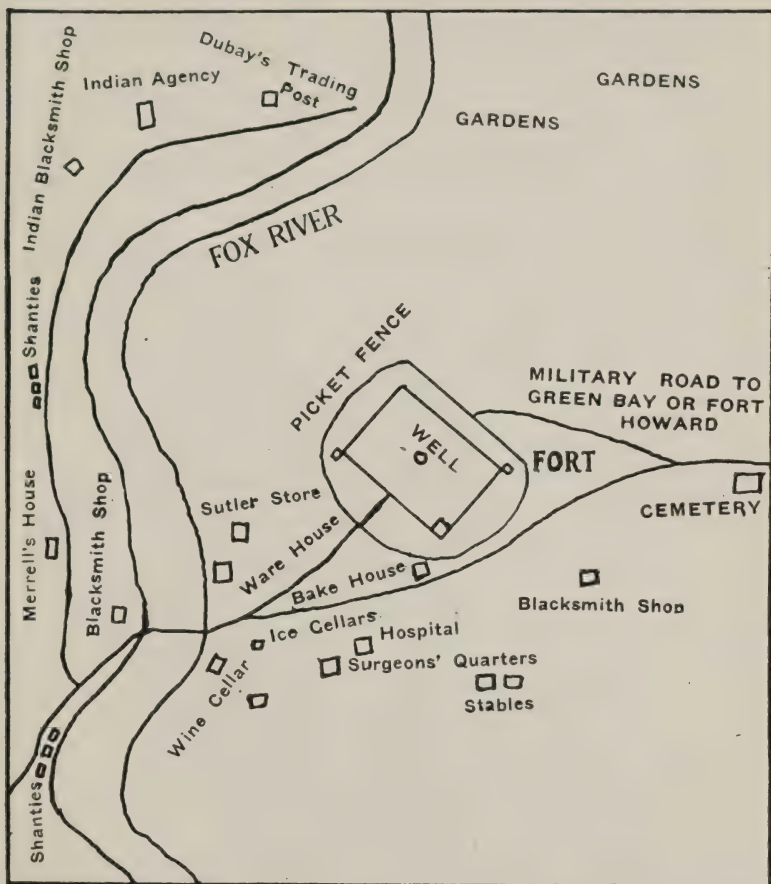 Dubay's Trading
Post
Indian Agency
Indian Blacksmith Shop
GARDENS
GARDENS
FOX RIVER
Shanties
PICKET FENCE
MILITARY ROAD TO
GREEN BAY OR FORT
HOWARD
WELL
FORT
CEMETERY
Sutler Store
Ware House
Merrell's House
Blacksmith Shop
Bake House
Blacksmith Shop
Ice Cellars
Hospital
Surgeons' Quarters
Stables
Wine Cellar
Shanties